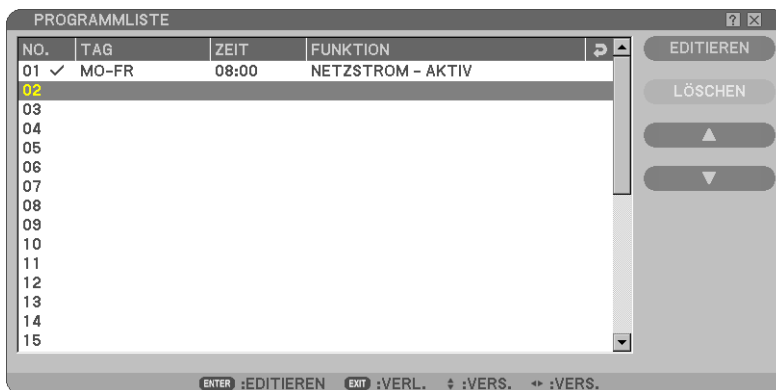 PROGRAMMLISTE
NO. TAG ZEIT FUNKTION
01 ✓ MO–FR 08:00 NETZSTROM – AKTIV
02
03
04
05
06
07
08
09
10
11
12
13
14
15
EDITIEREN
LÖSCHEN
ENTER :EDITIEREN EXIT :VERL. :VERS. :VERS.